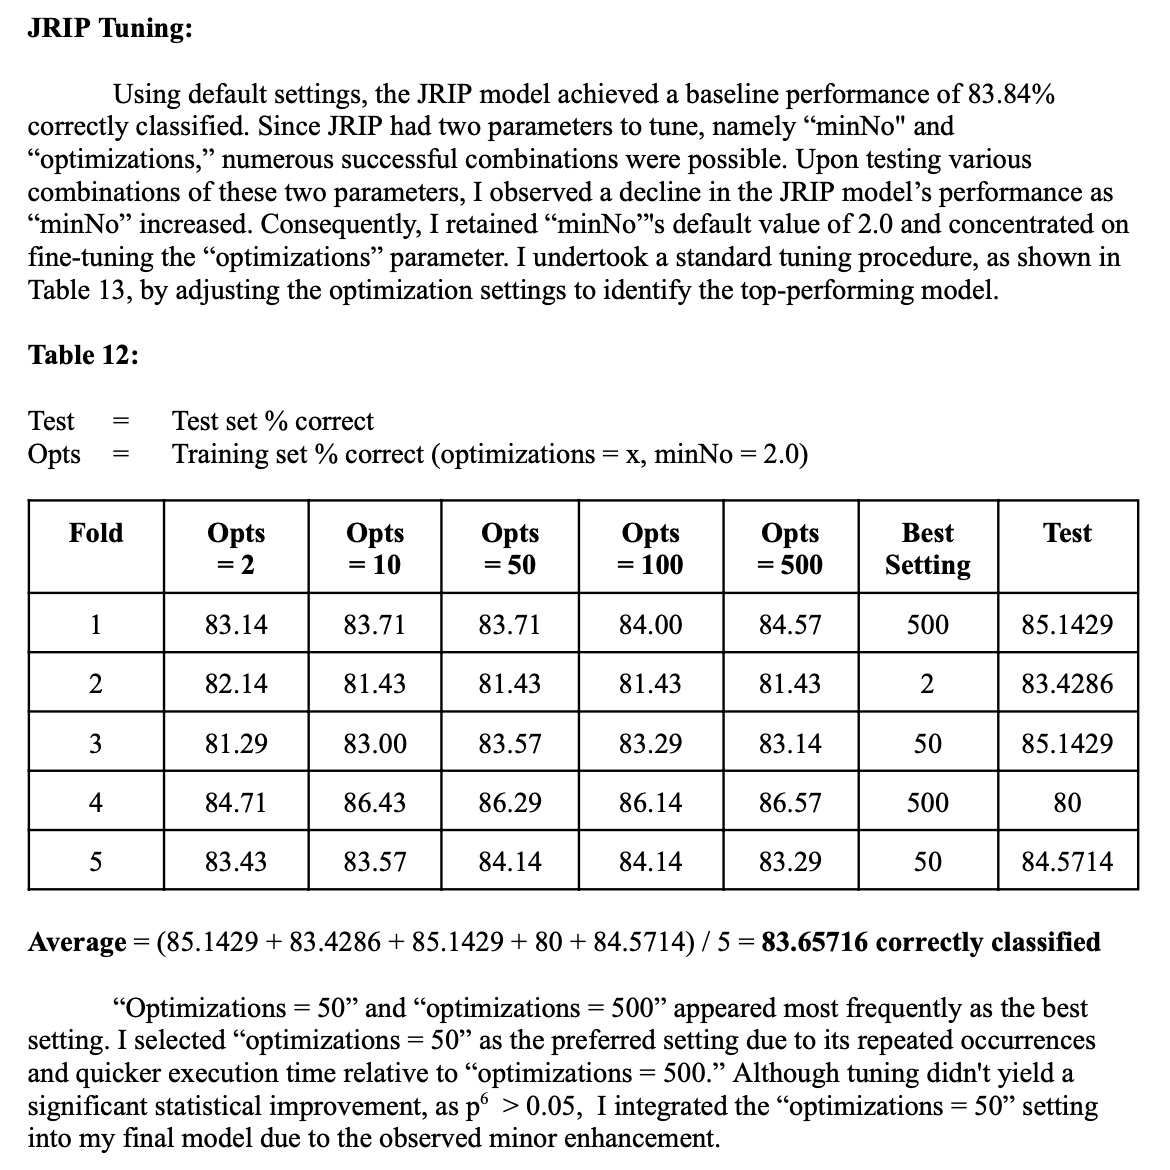 JRIP Tuning:
Using default settings, the JRIP model achieved a baseline performance of 83.84%
correctly classified. Since JRIP had two parameters to tune, namely “minNo" and
“optimizations,” numerous successful combinations were possible. Upon testing various
combinations of these two parameters, I observed a decline in the JRIP model’s performance as
“minNo” increased. Consequently, I retained “minNo”'s default value of 2.0 and concentrated on
fine-tuning the “optimizations” parameter. I undertook a standard tuning procedure, as shown in
Table 13, by adjusting the optimization settings to identify the top-performing model.
Table 12:
Test = Test set % correct
Opts = Training set % correct (optimizations = x, minNo = 2.0)
Fold Opts Opts Opts Opts Opts Best Test
= 2 = 10 = 50 = 100 = 500 Setting
1 83.14 83.71 83.71 84.00 84.57 500 85.1429
2 82.14 81.43 81.43 81.43 81.43 2 83.4286
3 81.29 83.00 83.57 83.29 83.14 50 85.1429
4 84.71 86.43 86.29 86.14 86.57 500 80
5 83.43 83.57 84.14 84.14 83.29 50 84.5714
Average = (85.1429 + 83.4286 + 85.1429 + 80 + 84.5714) / 5 = 83.65716 correctly classified
“Optimizations = 50” and “optimizations = 500” appeared most frequently as the best
setting. I selected “optimizations = 50” as the preferred setting due to its repeated occurrences
and quicker execution time relative to “optimizations = 500.” Although tuning didn't yield a
significant statistical improvement, as p⁶ > 0.05, I integrated the “optimizations = 50” setting
into my final model due to the observed minor enhancement.